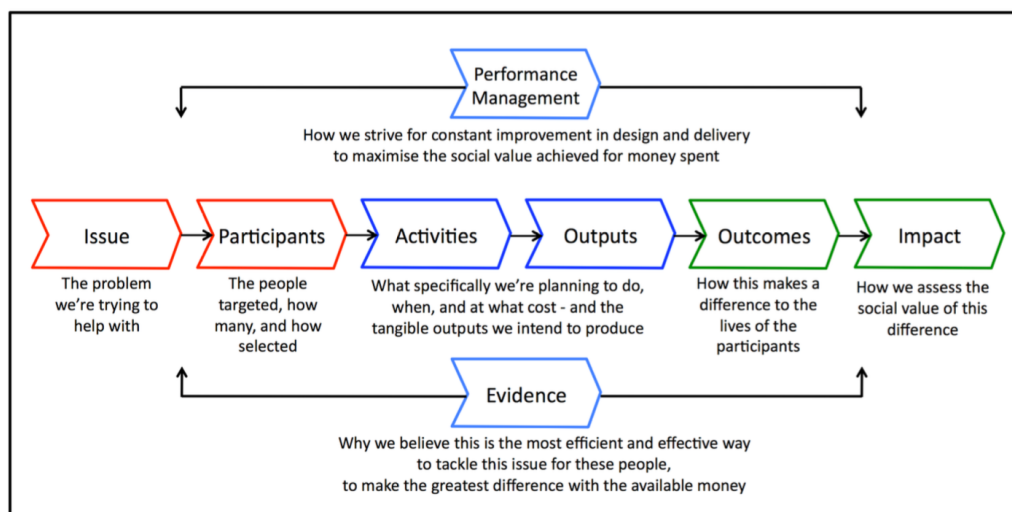 Performance
Management
How we strive for constant improvement in design and delivery
to maximise the social value achieved for money spent
Issue
The problem
we're trying to
help with
Participants
The people
targeted, how
many, and how
selected
Activities
Outputs
What specifically we're planning to do,
when, and at what cost - and the
tangible outputs we intend to produce
Outcomes
How this makes a
difference to the
lives of the
participants
Impact
How we assess the
social value of this
difference
Evidence
Why we believe this is the most efficient and effective way
to tackle this issue for these people,
to make the greatest difference with the available money